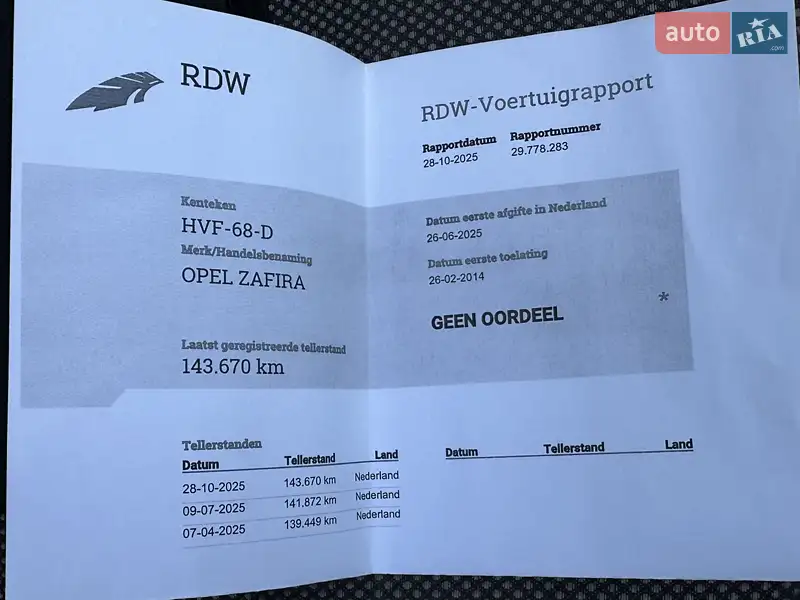 auto RIA .com
RDW
RDW-Voertuigrapport
Rapportdatum Rapportnummer
28-10-2025 29.778.283
Kenteken
HVF-68-D
Merk/Handelsbenaming
OPEL ZAFIRA
Laatst geregistreerde tellerstand
143.670 km
Datum eerste afgifte in Nederland
26-06-2025
Datum eerste toelating
26-02-2014
GEEN OORDEEL *
Tellerstanden
Datum Tellerstand Land
28-10-2025 143.670 km Nederland
09-07-2025 141.872 km Nederland
07-04-2025 139.449 km Nederland
Datum Tellerstand Land